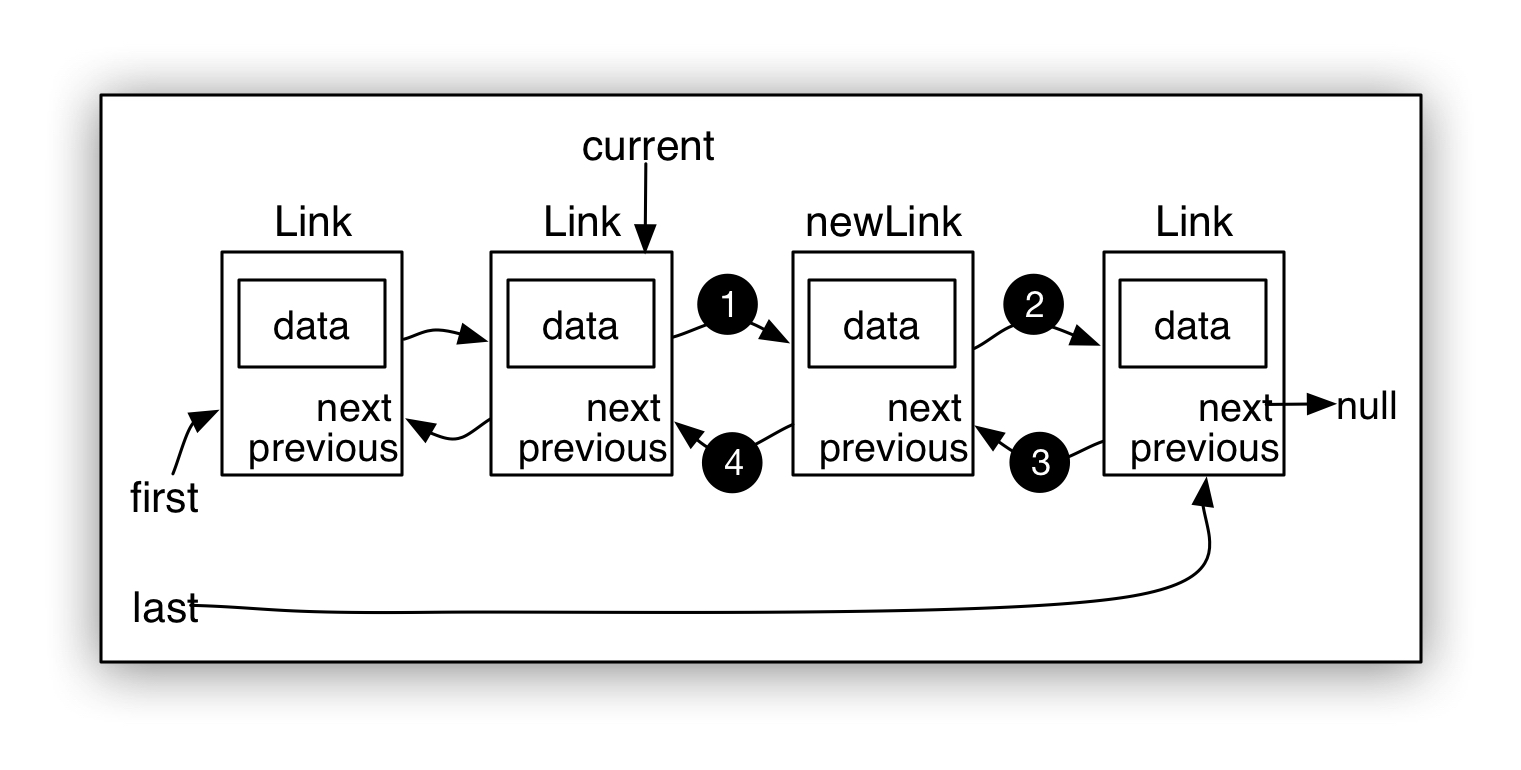 current
Link Link newLink Link
data 1 data 2 data data
next next next next null
previous previous previous previous
4 3
first
last